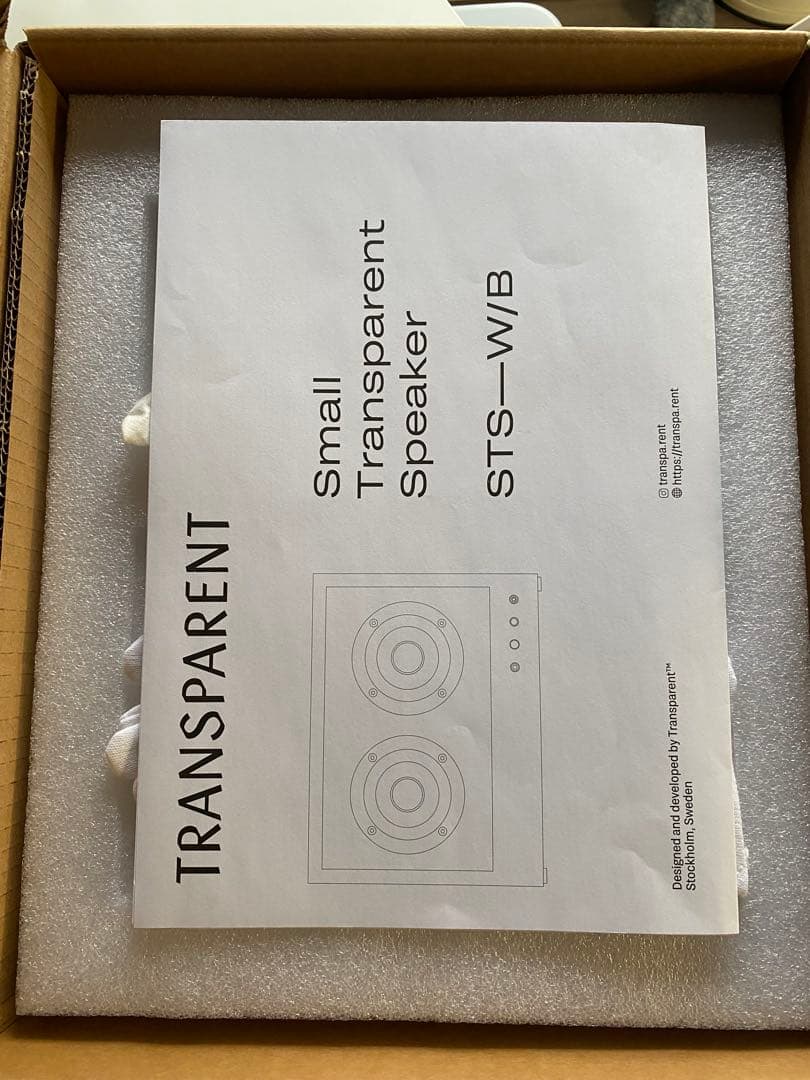 TRANSPARENT
Small
Transparent
Speaker
STS—W/B
Designed and developed by Transparent™
Stockholm, Sweden
transpa.rent
https://transpa.rent